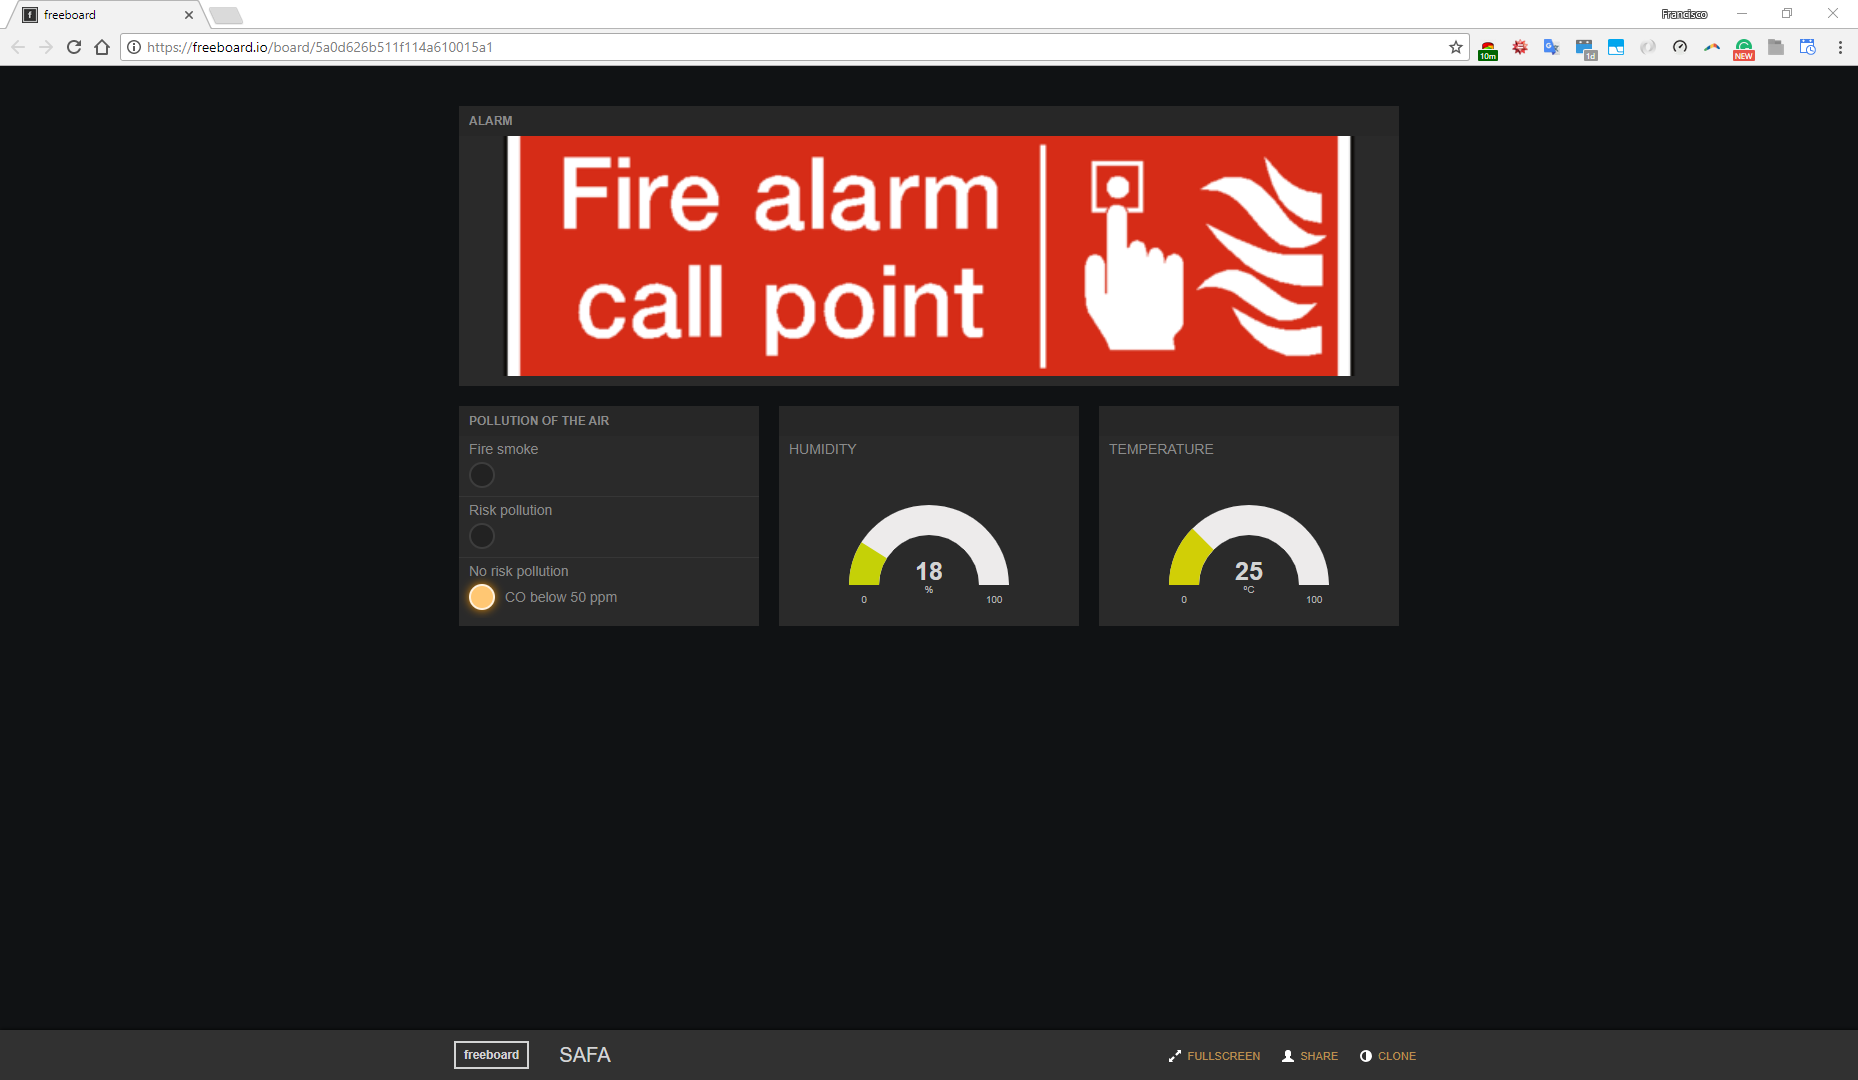 freeboard
Francisco
https://freeboard.io/board/5a0d626b511f114a610015a1
10m
1d
NEW
ALARM
Fire alarm
call point
POLLUTION OF THE AIR
Fire smoke
Risk pollution
No risk pollution
CO below 50 ppm
HUMIDITY
18
%
0
100
TEMPERATURE
25
ºC
0
100
freeboard
SAFA
FULLSCREEN
SHARE
CLONE